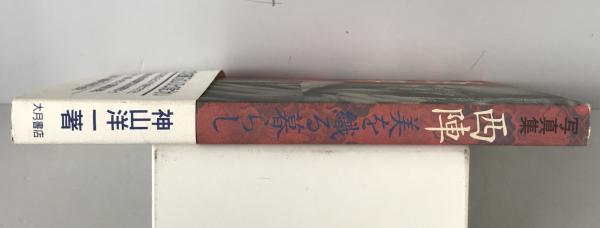 写真集
西陣
美を織る暮らし
神山洋一著
大月書店